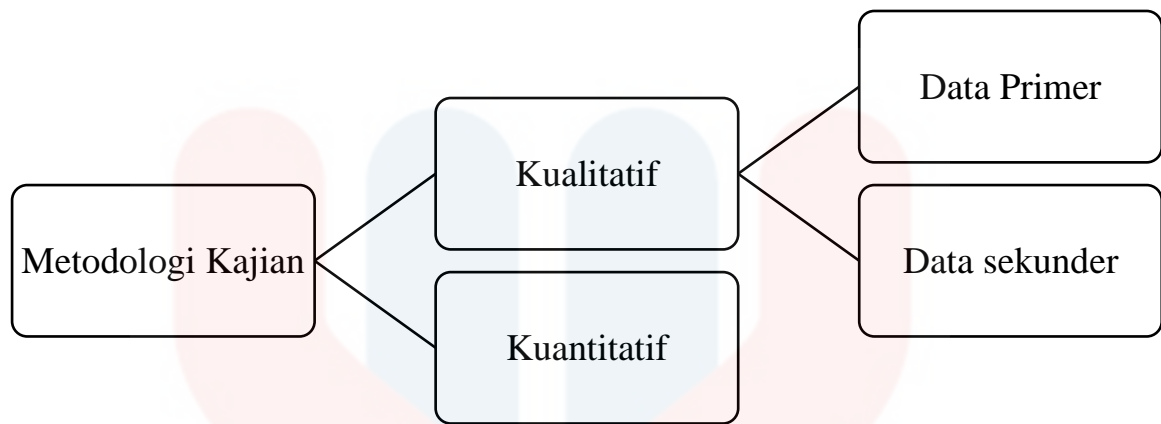 Metodologi Kajian
Kualitatif
Data Primer
Data sekunder
Kuantitatif